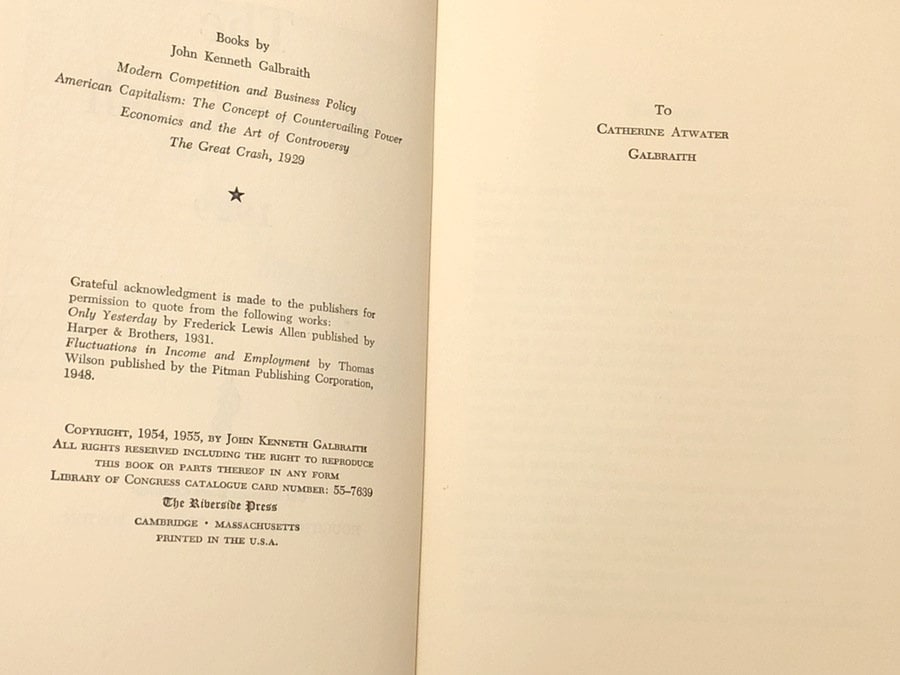 Books by
John Kenneth Galbraith
Modern Competition and Business Policy
American Capitalism: The Concept of Countervailing Power
Economics and the Art of Controversy
The Great Crash, 1929
Grateful acknowledgment is made to the publishers for
permission to quote from the following works:
Only Yesterday by Frederick Lewis Allen published by
Harper & Brothers, 1931.
Fluctuations in Income and Employment by Thomas
Wilson published by the Pitman Publishing Corporation,
1948.
COPYRIGHT, 1954, 1955, BY JOHN KENNETH GALBRAITH
ALL RIGHTS RESERVED INCLUDING THE RIGHT TO REPRODUCE
THIS BOOK OR PARTS THEREOF IN ANY FORM
LIBRARY OF CONGRESS CATALOGUE CARD NUMBER: 55-7639
The Riverside Press
CAMBRIDGE • MASSACHUSETTS
PRINTED IN THE U.S.A.
To
CATHERINE ATWATER
GALBRAITH